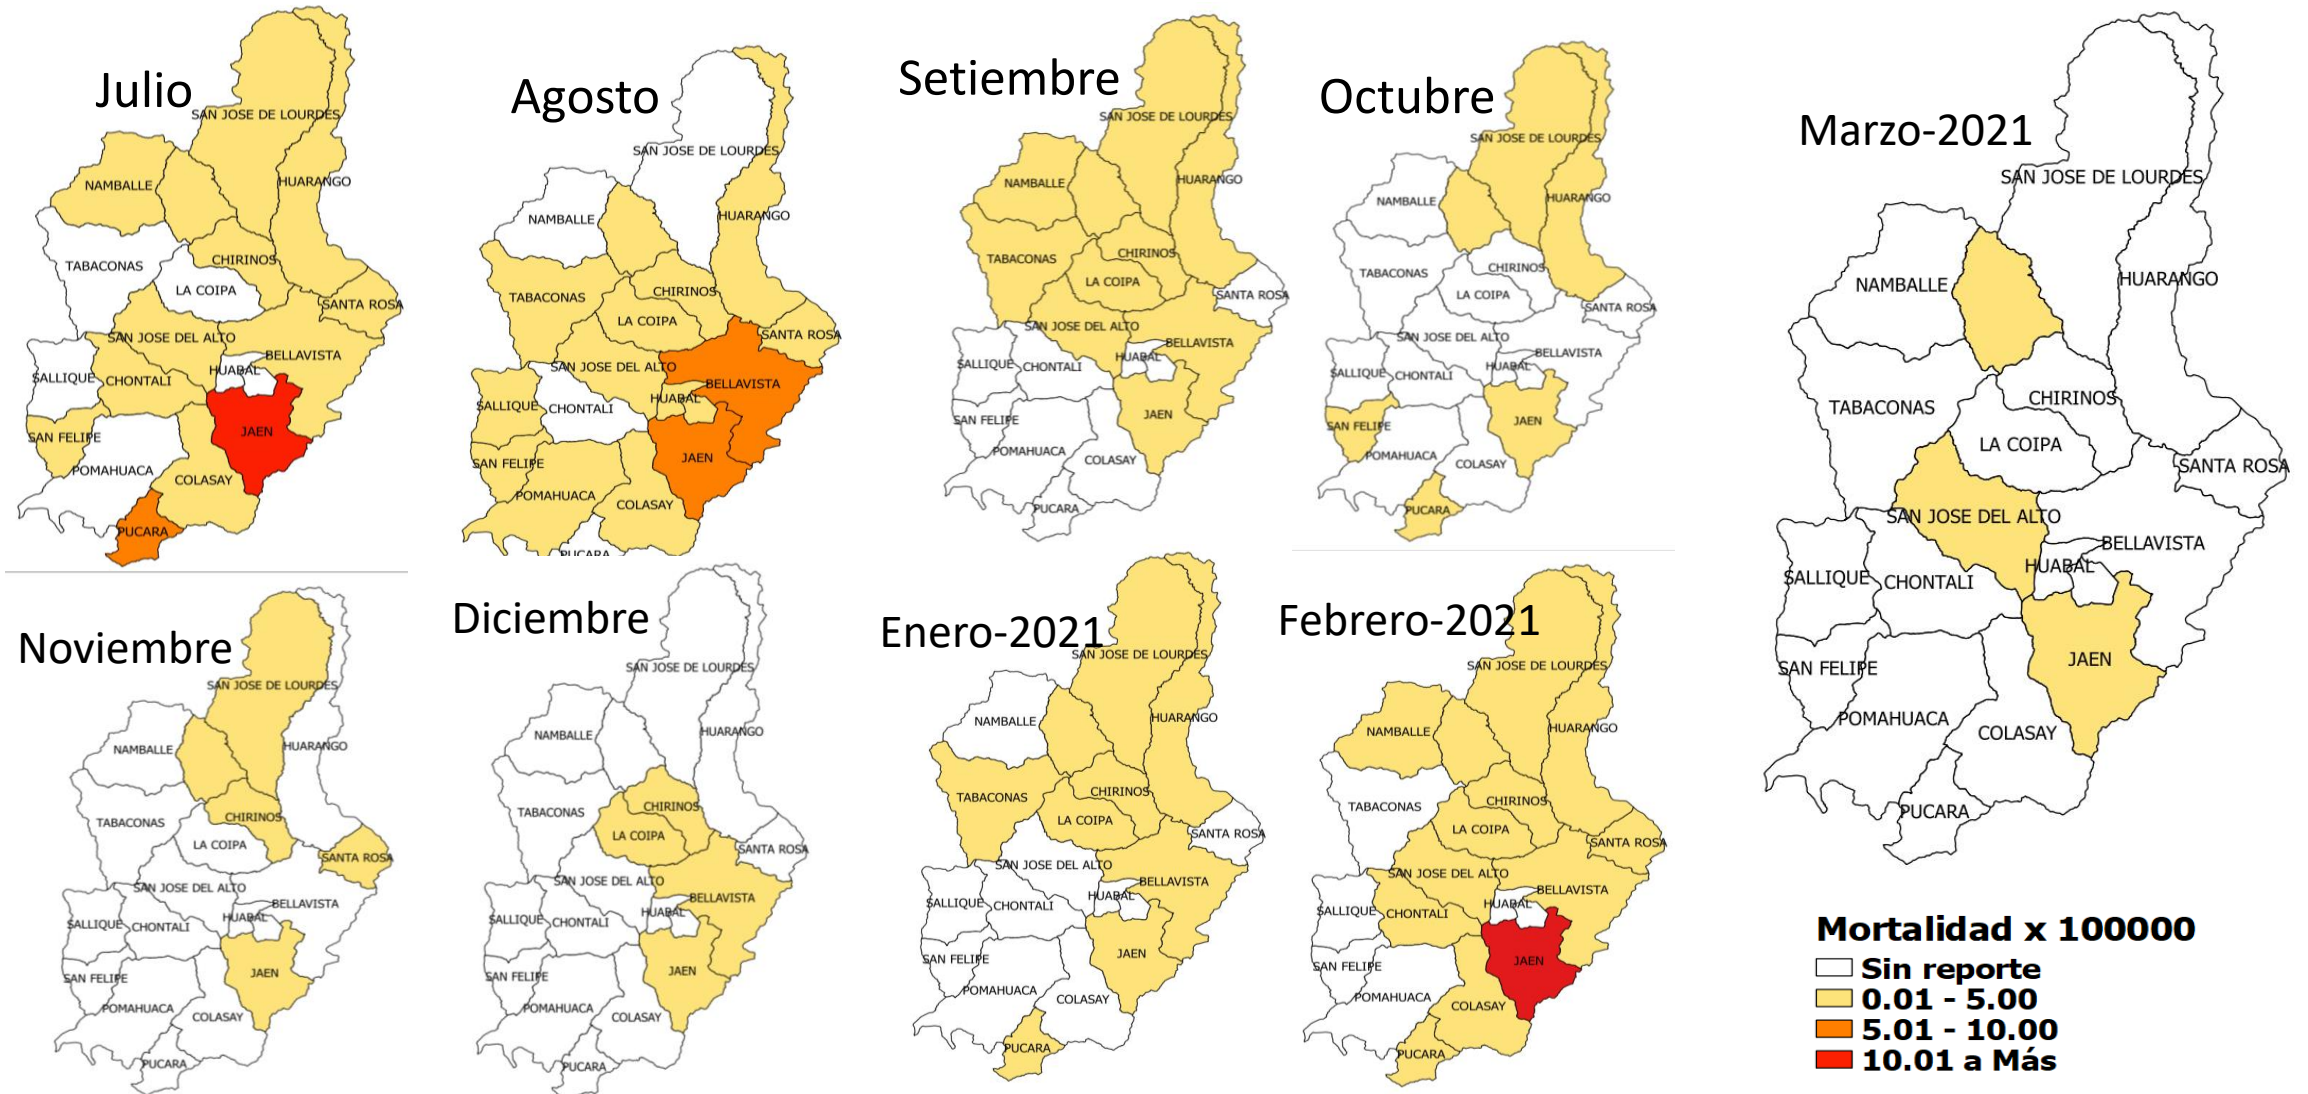 Julio
SAN JOSE DE LOURDES
NAMBALLE
HUARANGO
TABACONAS
CHIRINOS
LA COIPA
SANTA ROSA
SAN JOSE DEL ALTO
BELLAVISTA
HUABAL
SALLIQUE
CHONTALI
JAEN
SAN FELIPE
POMAHUACA
COLASAY
PUCARA
Agosto
SAN JOSE DE LOURDES
NAMBALLE
HUARANGO
TABACONAS
CHIRINOS
LA COIPA
SANTA ROSA
SAN JOSE DEL ALTO
BELLAVISTA
HUABAL
SALLIQUE
CHONTALI
JAEN
SAN FELIPE
POMAHUACA
COLASAY
PUCARA
Setiembre
SAN JOSE DE LOURDES
NAMBALLE
HUARANGO
TABACONAS
CHIRINOS
LA COIPA
SANTA ROSA
SAN JOSE DEL ALTO
BELLAVISTA
HUABAL
SALLIQUE
CHONTALI
JAEN
SAN FELIPE
POMAHUACA
COLASAY
PUCARA
Octubre
SAN JOSE DE LOURDES
NAMBALLE
HUARANGO
TABACONAS
CHIRINOS
LA COIPA
SANTA ROSA
SAN JOSE DEL ALTO
BELLAVISTA
HUABAL
SALLIQUE
CHONTALI
JAEN
SAN FELIPE
POMAHUACA
COLASAY
PUCARA
Marzo-2021
SAN JOSE DE LOURDES
NAMBALLE
HUARANGO
TABACONAS
CHIRINOS
LA COIPA
SANTA ROSA
SAN JOSE DEL ALTO
BELLAVISTA
HUABAL
SALLIQUE
CHONTALI
JAEN
SAN FELIPE
POMAHUACA
COLASAY
PUCARA
Noviembre
SAN JOSE DE LOURDES
NAMBALLE
HUARANGO
TABACONAS
CHIRINOS
LA COIPA
SANTA ROSA
SAN JOSE DEL ALTO
BELLAVISTA
HUABAL
SALLIQUE
CHONTALI
JAEN
SAN FELIPE
POMAHUACA
COLASAY
PUCARA
Diciembre
SAN JOSE DE LOURDES
NAMBALLE
HUARANGO
TABACONAS
CHIRINOS
LA COIPA
SANTA ROSA
SAN JOSE DEL ALTO
BELLAVISTA
HUABAL
SALLIQUE
CHONTALI
JAEN
SAN FELIPE
POMAHUACA
COLASAY
PUCARA
Enero-2021
SAN JOSE DE LOURDES
NAMBALLE
HUARANGO
TABACONAS
CHIRINOS
LA COIPA
SANTA ROSA
SAN JOSE DEL ALTO
BELLAVISTA
HUABAL
SALLIQUE
CHONTALI
JAEN
SAN FELIPE
POMAHUACA
COLASAY
PUCARA
Febrero-2021
SAN JOSE DE LOURDES
NAMBALLE
HUARANGO
TABACONAS
CHIRINOS
LA COIPA
SANTA ROSA
SAN JOSE DEL ALTO
BELLAVISTA
HUABAL
SALLIQUE
CHONTALI
JAEN
SAN FELIPE
POMAHUACA
COLASAY
PUCARA
Mortalidad x 100000
Sin reporte
0.01 - 5.00
5.01 - 10.00
10.01 a Más